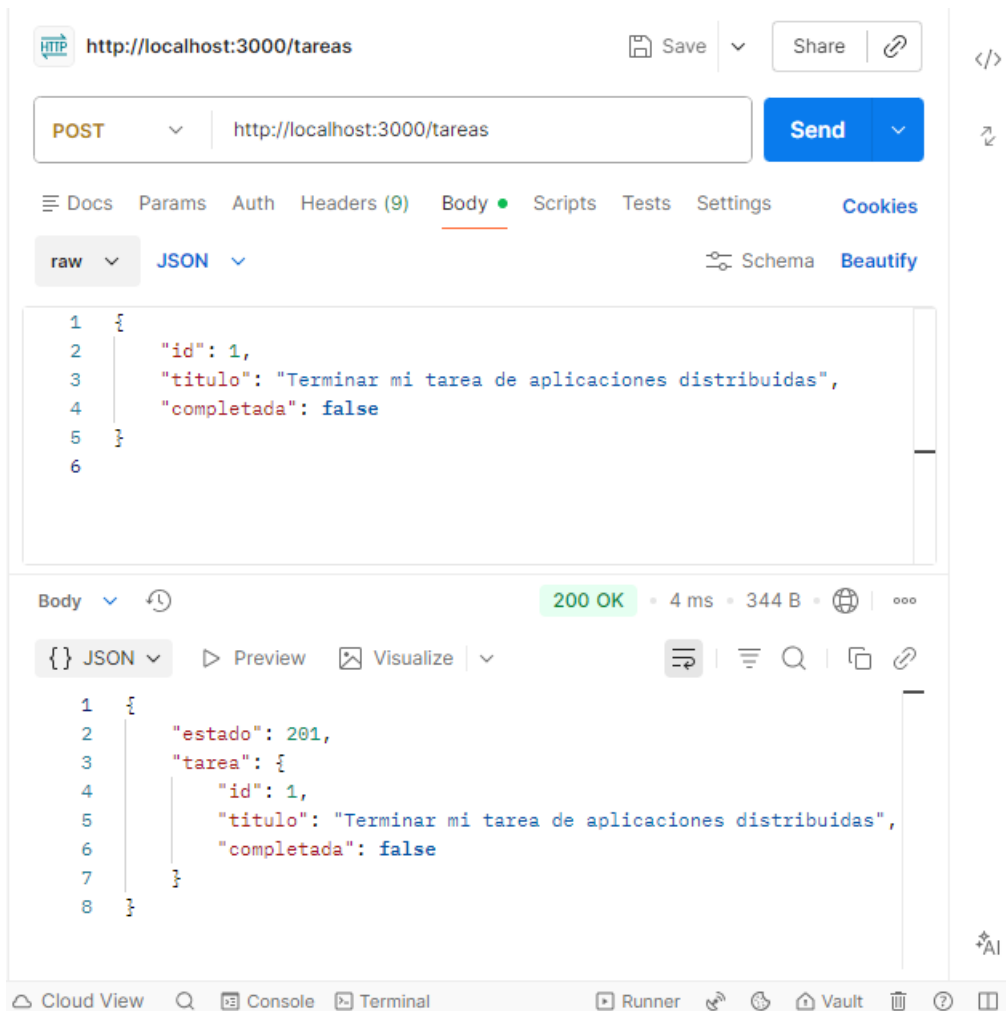 HTTP http://localhost:3000/tareas Save Share
POST http://localhost:3000/tareas Send
Docs Params Auth Headers (9) Body Scripts Tests Settings Cookies
raw JSON Schema Beautify
1 {
2 "id": 1,
3 "titulo": "Terminar mi tarea de aplicaciones distribuidas",
4 "completada": false
5 }
6
Body 200 OK • 4 ms • 344 B
{} JSON Preview Visualize
1 {
2 "estado": 201,
3 "tarea": {
4 "id": 1,
5 "titulo": "Terminar mi tarea de aplicaciones distribuidas",
6 "completada": false
7 }
8 }
AI
Cloud View Console Terminal Runner Vault